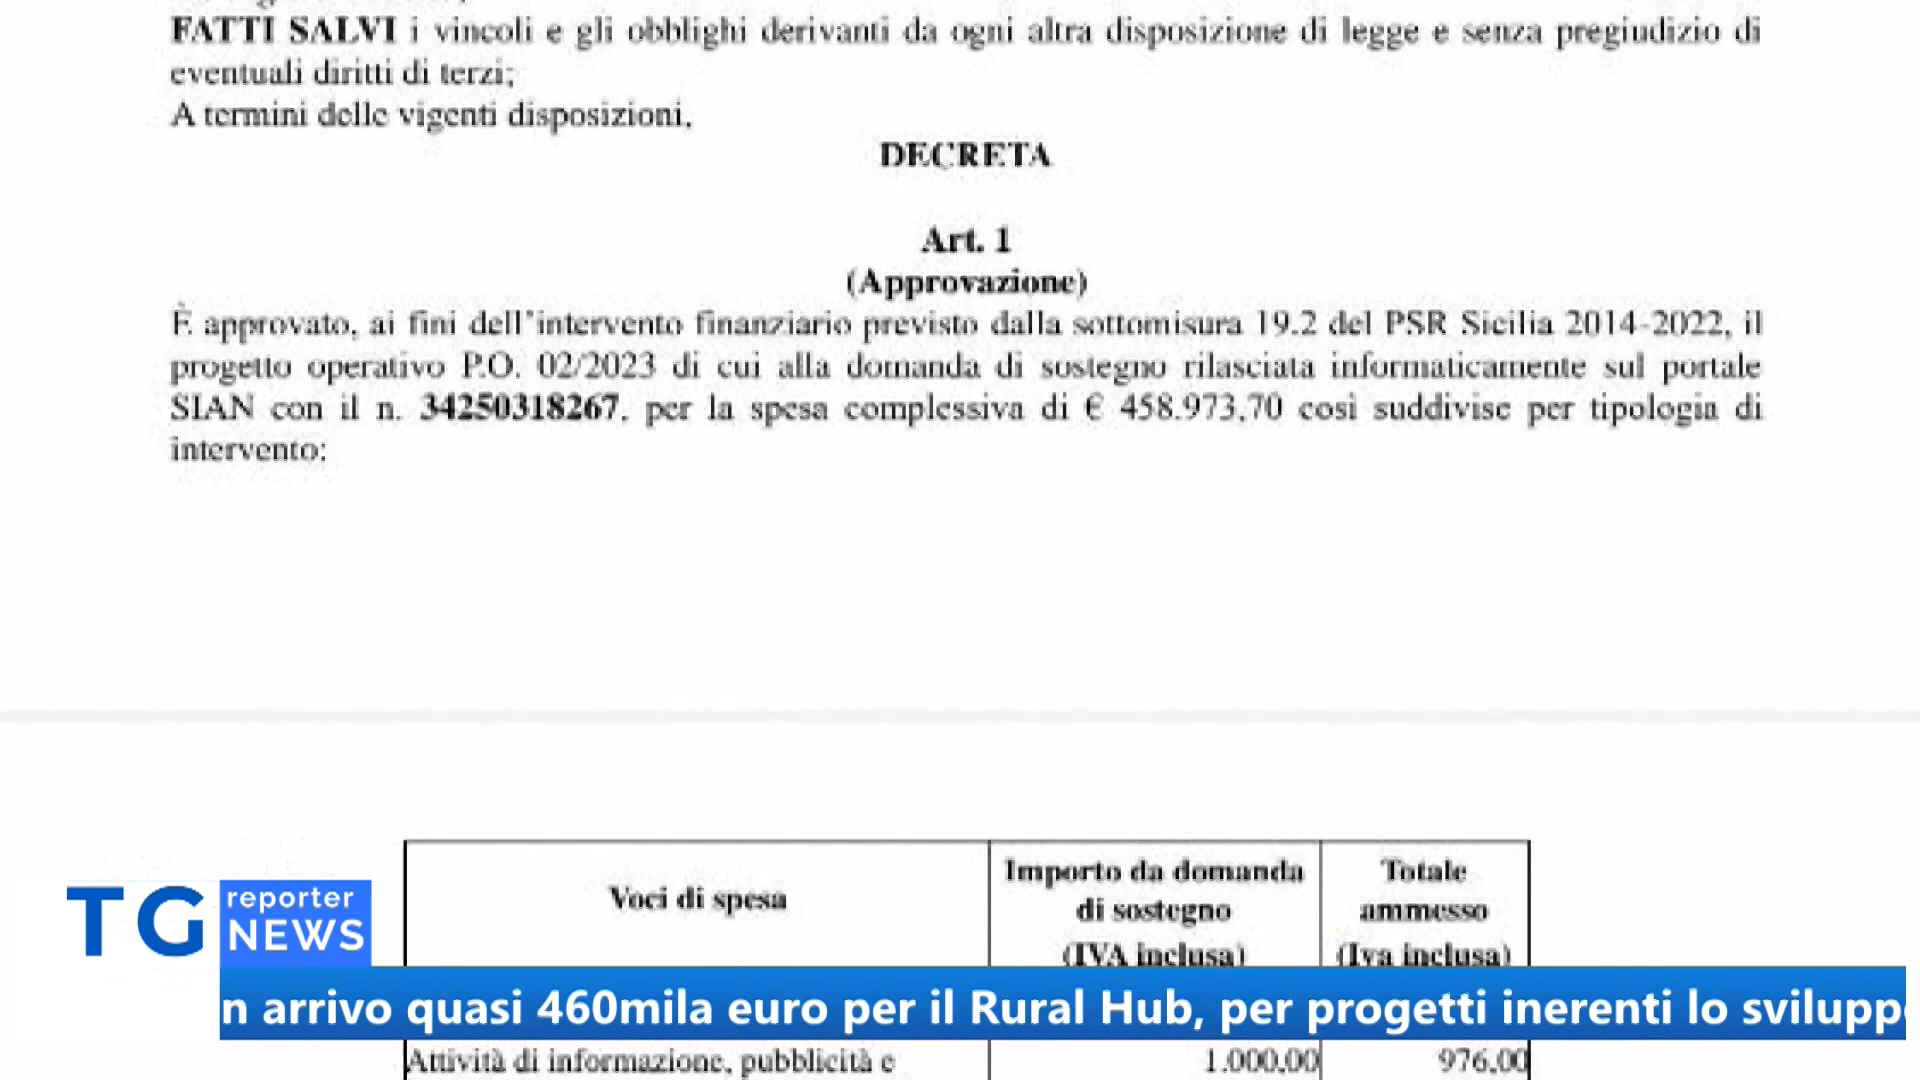 FATTI SALVI i vincoli e gli obblighi derivanti da ogni altra disposizione di legge e senza pregiudizio di
eventuali diritti di terzi;
A termini delle vigenti disposizioni,
DECRETA
Art. 1
(Approvazione)
È approvato, ai fini dell'intervento finanziario previsto dalla sottomisura 19.2 del PSR Sicilia 2014-2022, il
progetto operativo P.O. 02/2023 di cui alla domanda di sostegno rilasciata informaticamente sul portale
SIAN con il n. 34250318267, per la spesa complessiva di € 458.973,70 così suddivise per tipologia di
intervento:
Voci di spesa
Importo da domanda
di sostegno
(IVA inclusa)
Totale
ammesso
(Iva inclusa)
TG reporter
NEWS
n arrivo quasi 460mila euro per il Rural Hub, per progetti inerenti lo svilupp
Attività di informazione, pubblicità e 1.000,00 976,00